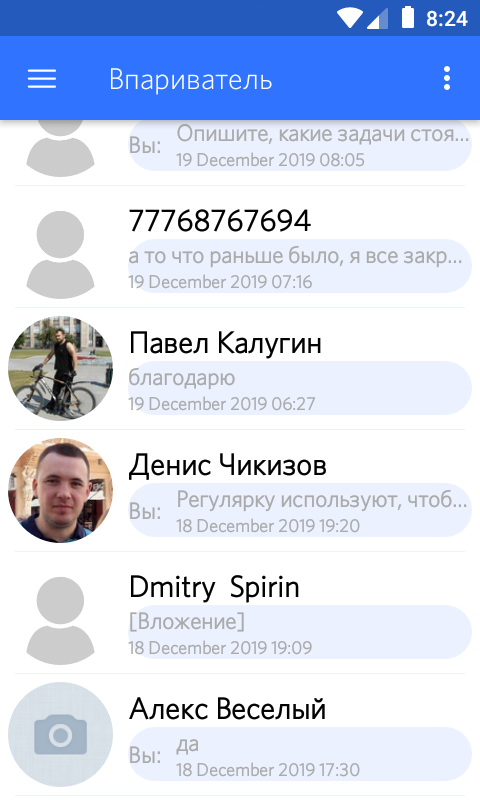 8:24
Впариватель
Вы: Опишите, какие задачи стоя...
19 December 2019 08:05
77768767694
а то что раньше было, я все закр...
19 December 2019 07:16
Павел Калугин
благодарю
19 December 2019 06:27
Денис Чикизов
Вы: Регулярку используют, чтоб...
18 December 2019 19:20
Dmitry  Spirin
[Вложение]
18 December 2019 19:09
Алекс Веселый
Вы: да
18 December 2019 17:30